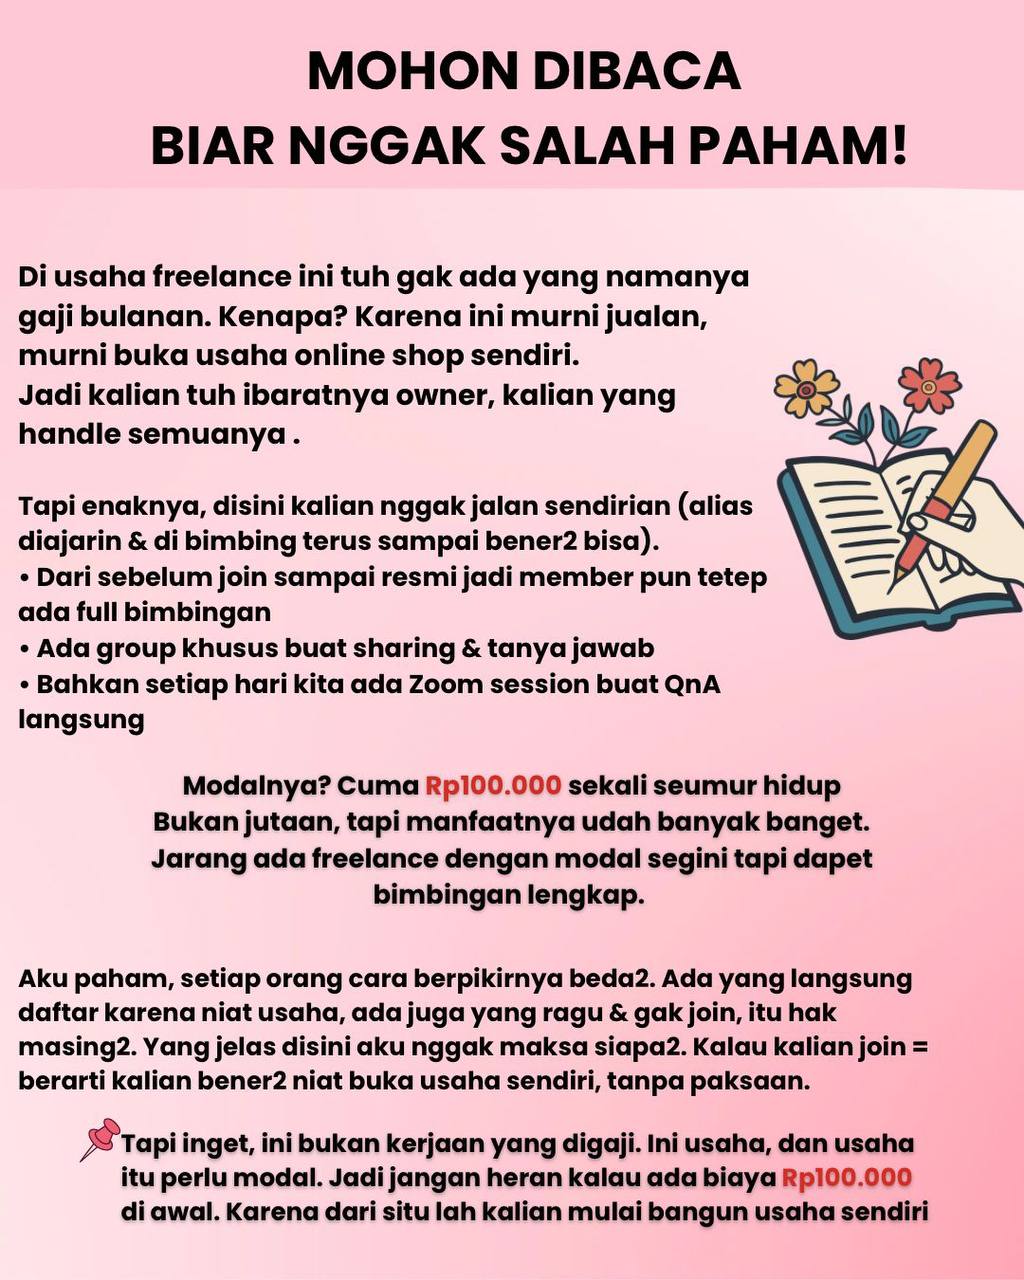 MOHON DIBACA
BIAR NGGAK SALAH PAHAM!
Di usaha freelance ini tuh gak ada yang namanya
gaji bulanan. Kenapa? Karena ini murni jualan,
murni buka usaha online shop sendiri.
Jadi kalian tuh ibaratnya owner, kalian yang
handle semuanya .
Tapi enaknya, disini kalian nggak jalan sendirian (alias
diajarin & di bimbing terus sampai bener2 bisa).
• Dari sebelum join sampai resmi jadi member pun tetep
ada full bimbingan
• Ada group khusus buat sharing & tanya jawab
• Bahkan setiap hari kita ada Zoom session buat QnA
langsung
Modalnya? Cuma Rp100.000 sekali seumur hidup
Bukan jutaan, tapi manfaatnya udah banyak banget.
Jarang ada freelance dengan modal segini tapi dapet
bimbingan lengkap.
Aku paham, setiap orang cara berpikirnya beda2. Ada yang langsung
daftar karena niat usaha, ada juga yang ragu & gak join, itu hak
masing2. Yang jelas disini aku nggak maksa siapa2. Kalau kalian join =
berarti kalian bener2 niat buka usaha sendiri, tanpa paksaan.
Tapi inget, ini bukan kerjaan yang digaji. Ini usaha, dan usaha
itu perlu modal. Jadi jangan heran kalau ada biaya Rp100.000
di awal. Karena dari situ lah kalian mulai bangun usaha sendiri